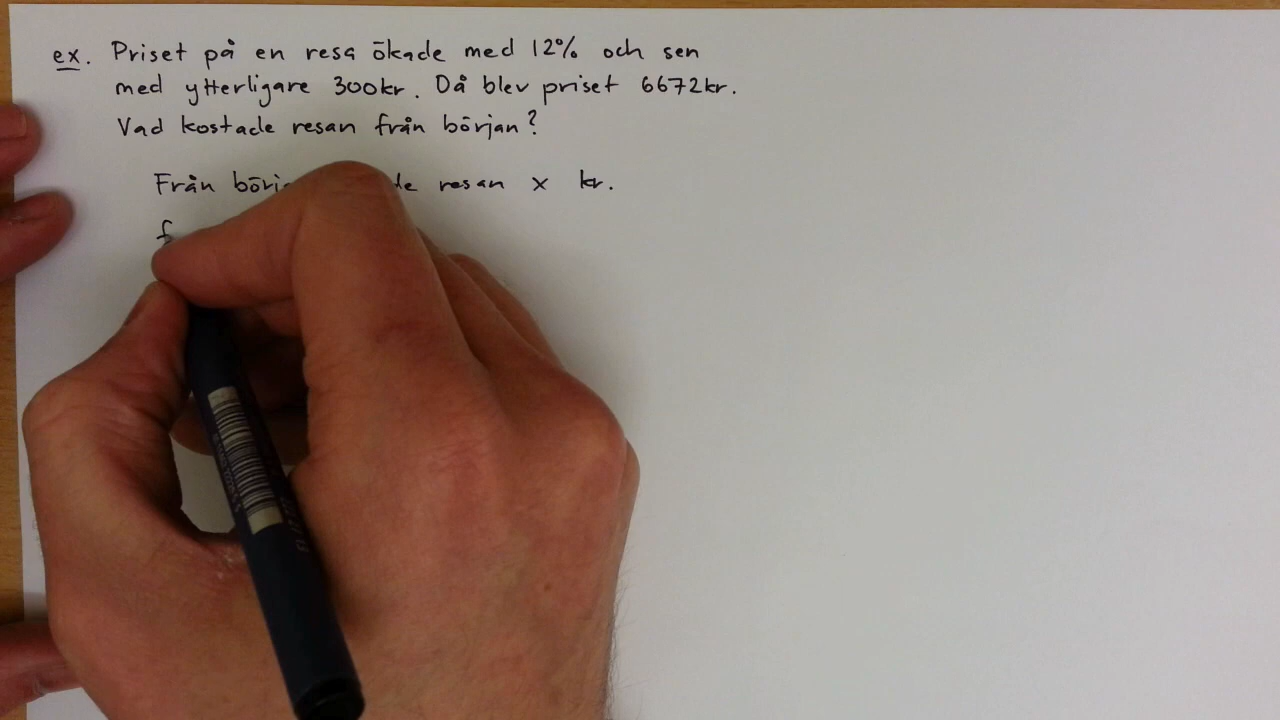 ex. Priset på en resa ökade med 12% och sen
med ytterligare 300kr. Då blev priset 6672kr.
Vad kostade resan från början?
Från resan x kr.
f